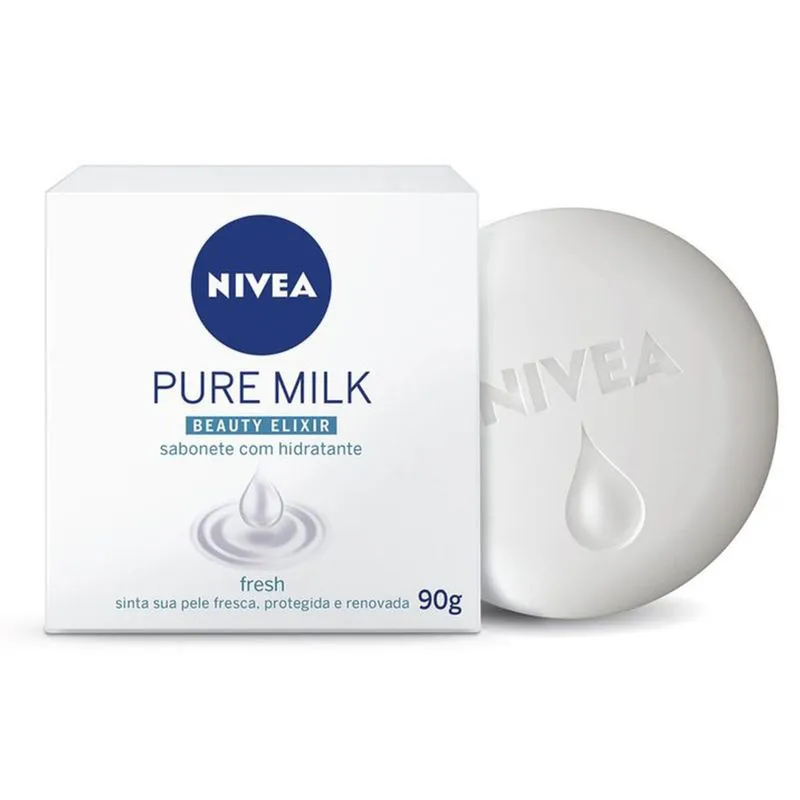 NIVEA
PURE MILK
BEAUTY ELIXIR
sabonete com hidratante
fresh
sinta sua pele fresca, protegida e renovada 90g
NIVEA